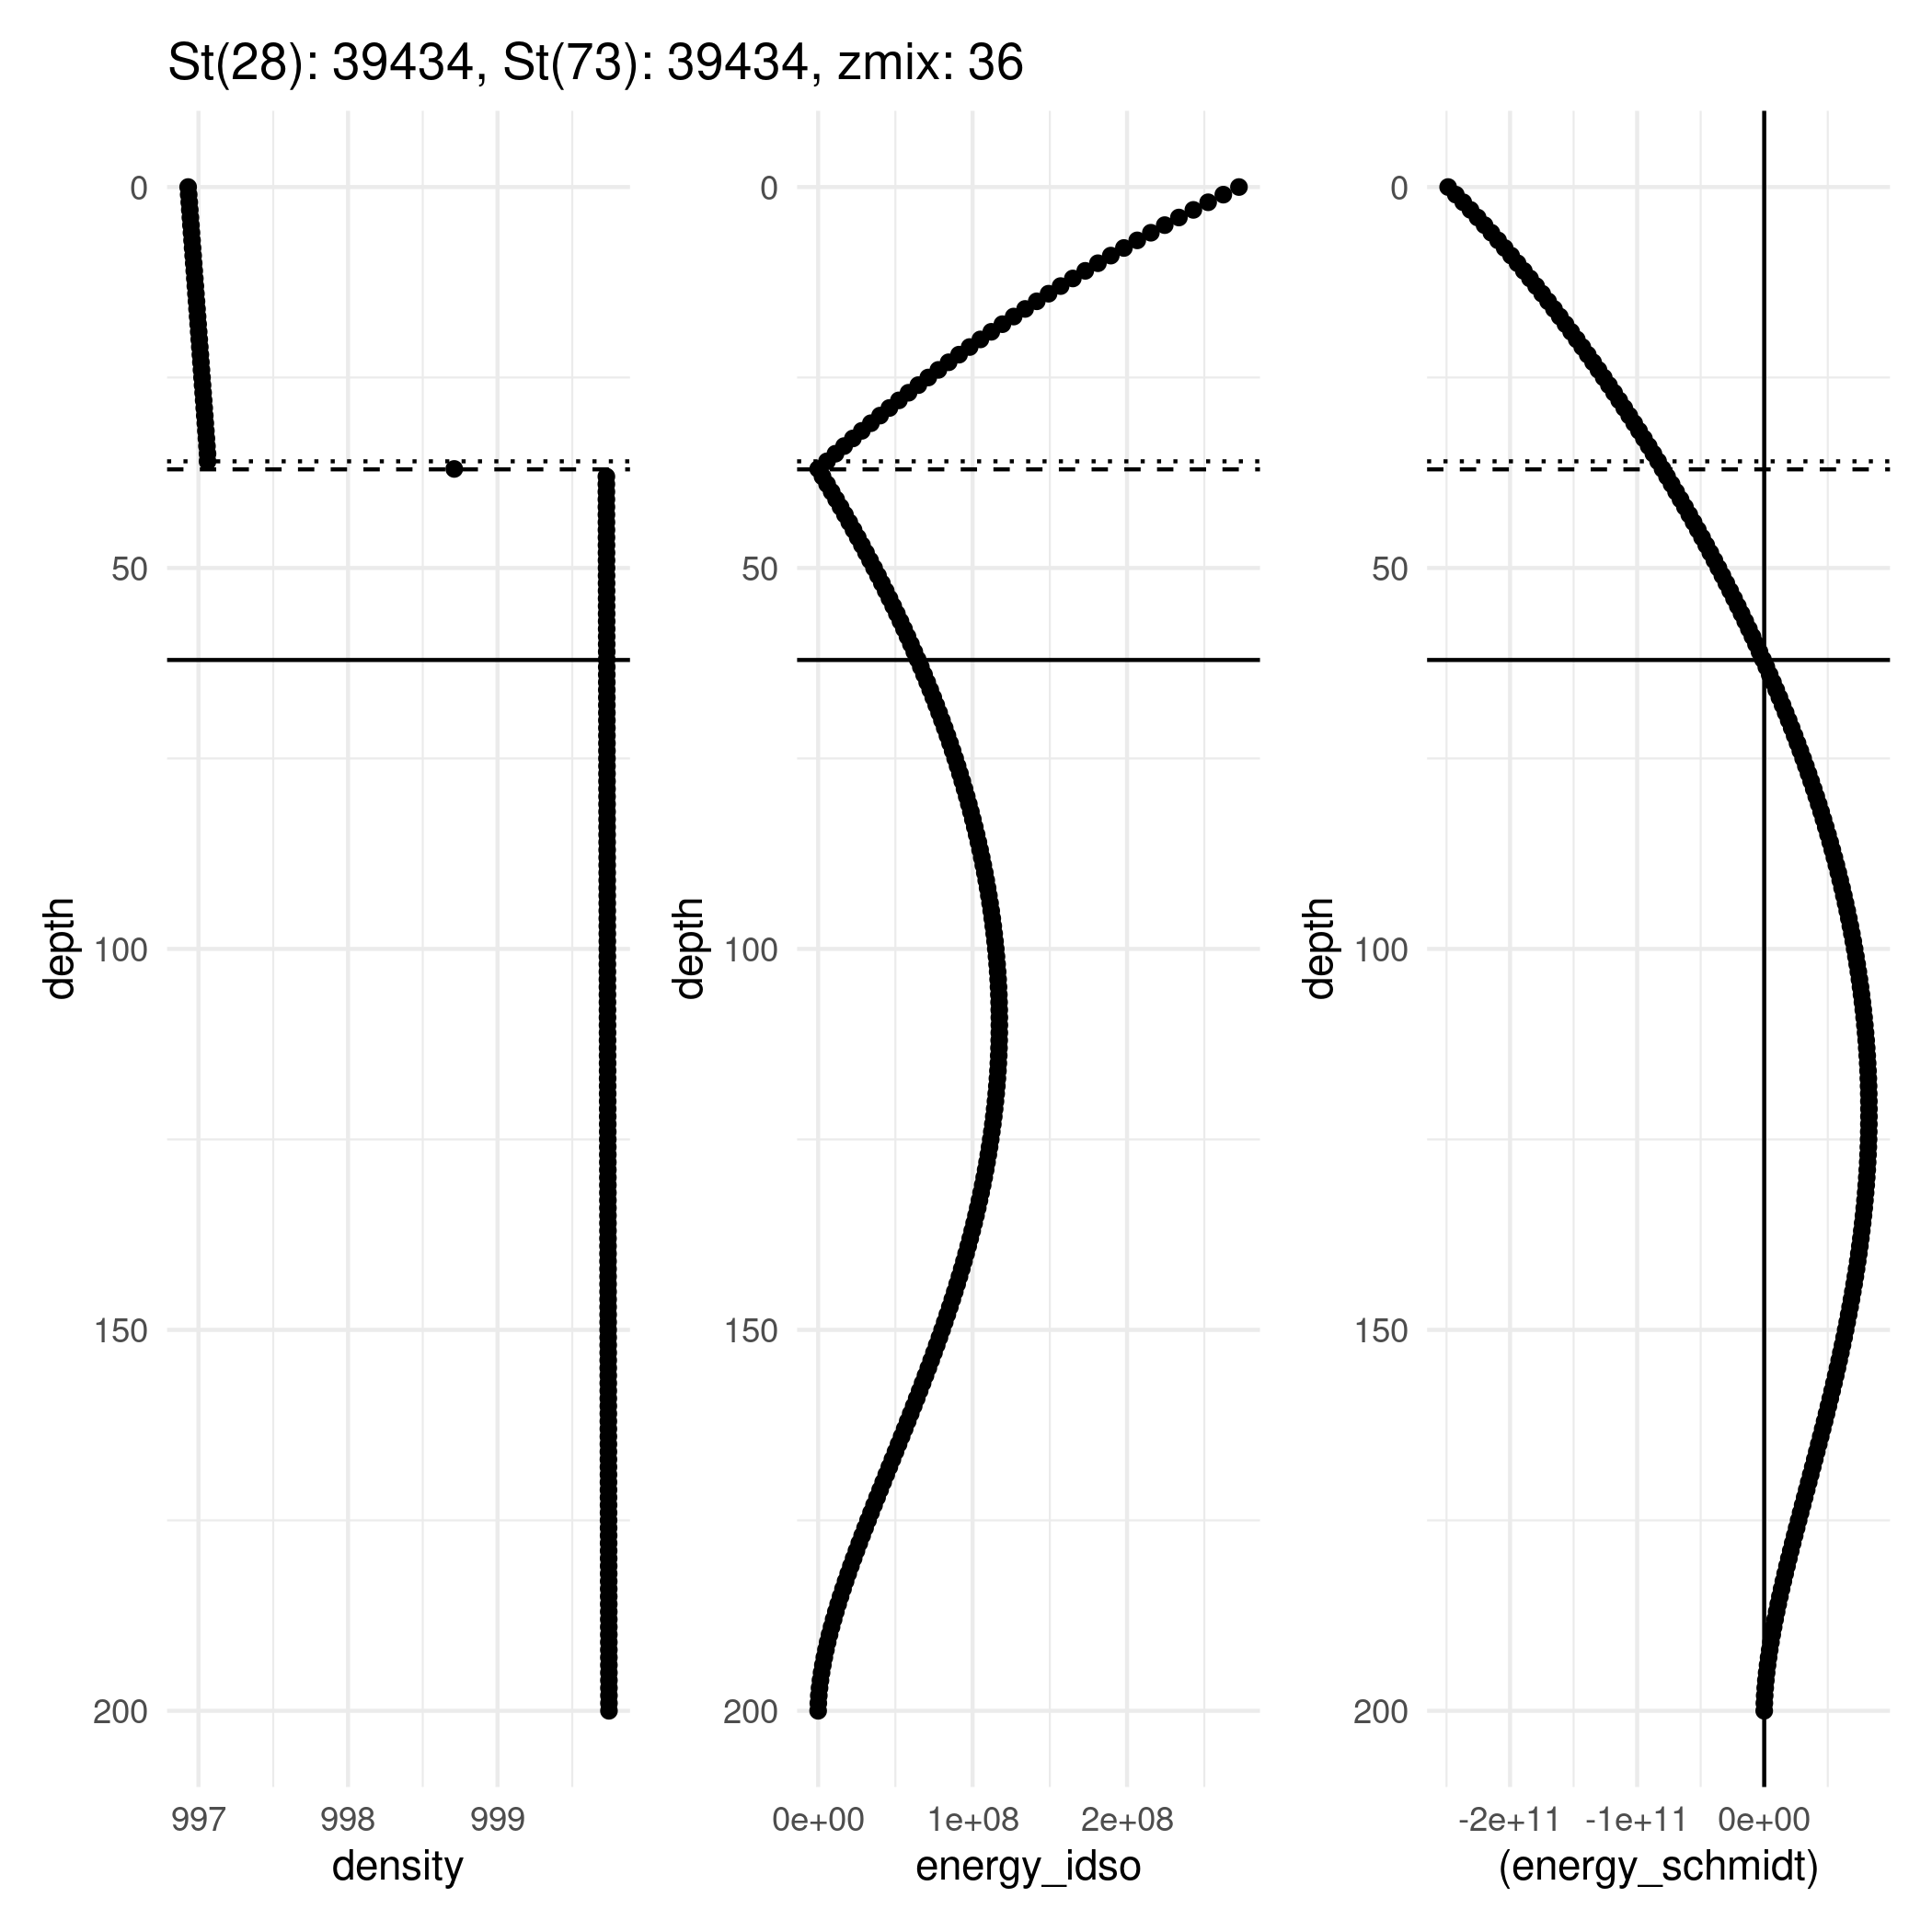 St(28): 39434, St(73): 39434, zmix: 36
0
50
100
150
200
depth
997 998 999
density
0
50
100
150
200
depth
0e+00 1e+08 2e+08
energy_idso
0
50
100
150
200
depth
-2e+11 -1e+11 0e+00
(energy_schmidt)